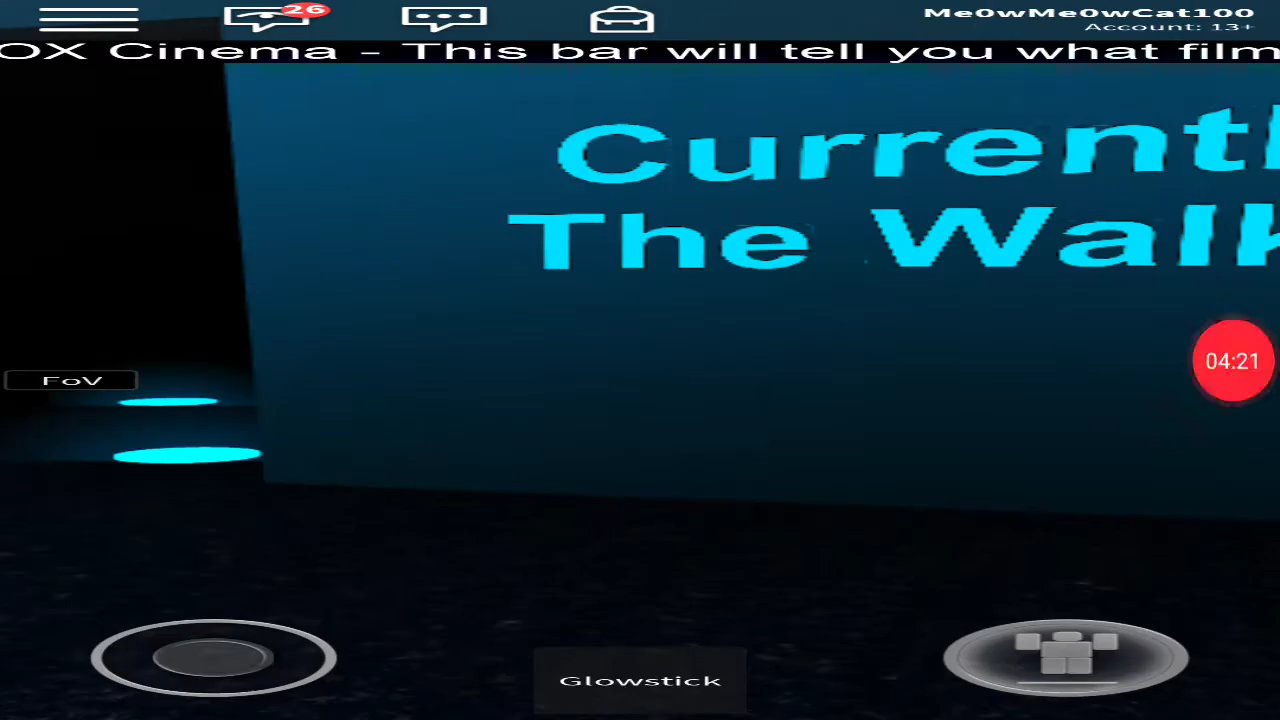 26
Me0wMe0wCat100
Account: 13+
OX Cinema - This bar will tell you what film
Currentl
The Walk
FoV
04:21
Glowstick